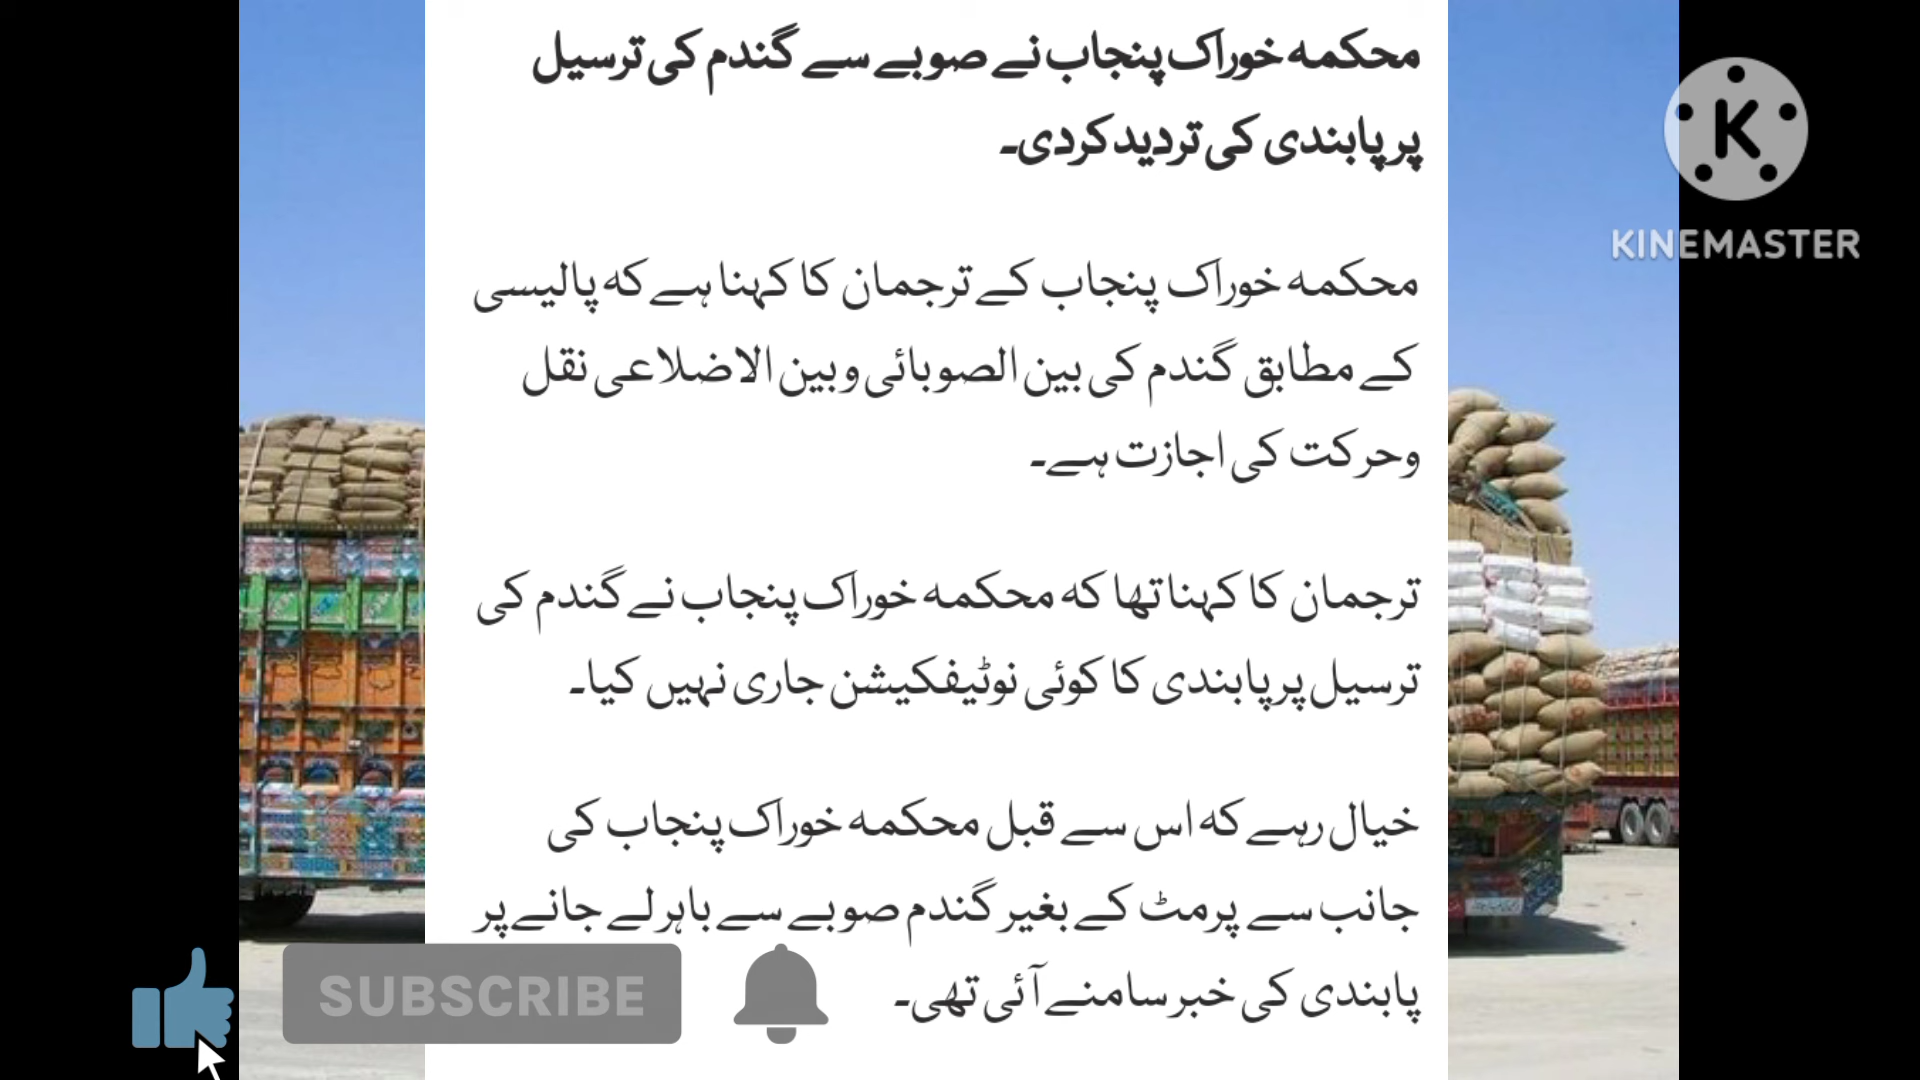 محکمہ خوراک پنجاب نے صوبے سے گندم کی ترسیل
پر پابندی کی تردید کردی۔
محکمہ خوراک پنجاب کے ترجمان کا کہنا ہے کہ پالیسی
کے مطابق گندم کی بین الصوبائی و بین الاضلاعی نقل
وحرکت کی اجازت ہے۔
ترجمان کا کہنا تھا کہ محکمہ خوراک پنجاب نے گندم کی
ترسیل پر پابندی کا کوئی نوٹیفکیشن جاری نہیں کیا۔
خیال رہے کہ اس سے قبل محکمہ خوراک پنجاب کی
جانب سے پرمٹ کے بغیر گندم صوبے سے باہر لے جانے پر
پابندی کی خبر سامنے آئی تھی۔
K
KINEMASTER
SUBSCRIBE